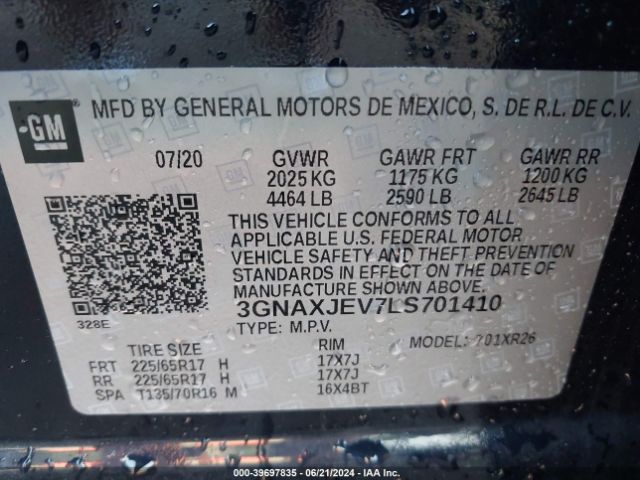 GM
MFD BY GENERAL MOTORS DE MEXICO, S. DE R.L. DE C.V.
07/20 GVWR GAWR FRT GAWR RR
2025 KG 1175 KG 1200 KG
4464 LB 2590 LB 2645 LB
THIS VEHICLE CONFORMS TO ALL
APPLICABLE U.S. FEDERAL MOTOR
VEHICLE SAFETY AND THEFT PREVENTION
STANDARDS IN EFFECT ON THE DATE OF
MANUFACTURE SHOWN ABOVE.
328E 3GNAXJEV7LS701410
TYPE: M.P.V. MODEL: 701XR26
TIRE SIZE RIM
FRT 225/65R17 H 17X7J
RR 225/65R17 H 17X7J
SPA T135/70R16 M 16X4BT
000-39697835 - 06/21/2024 - IAA Inc.